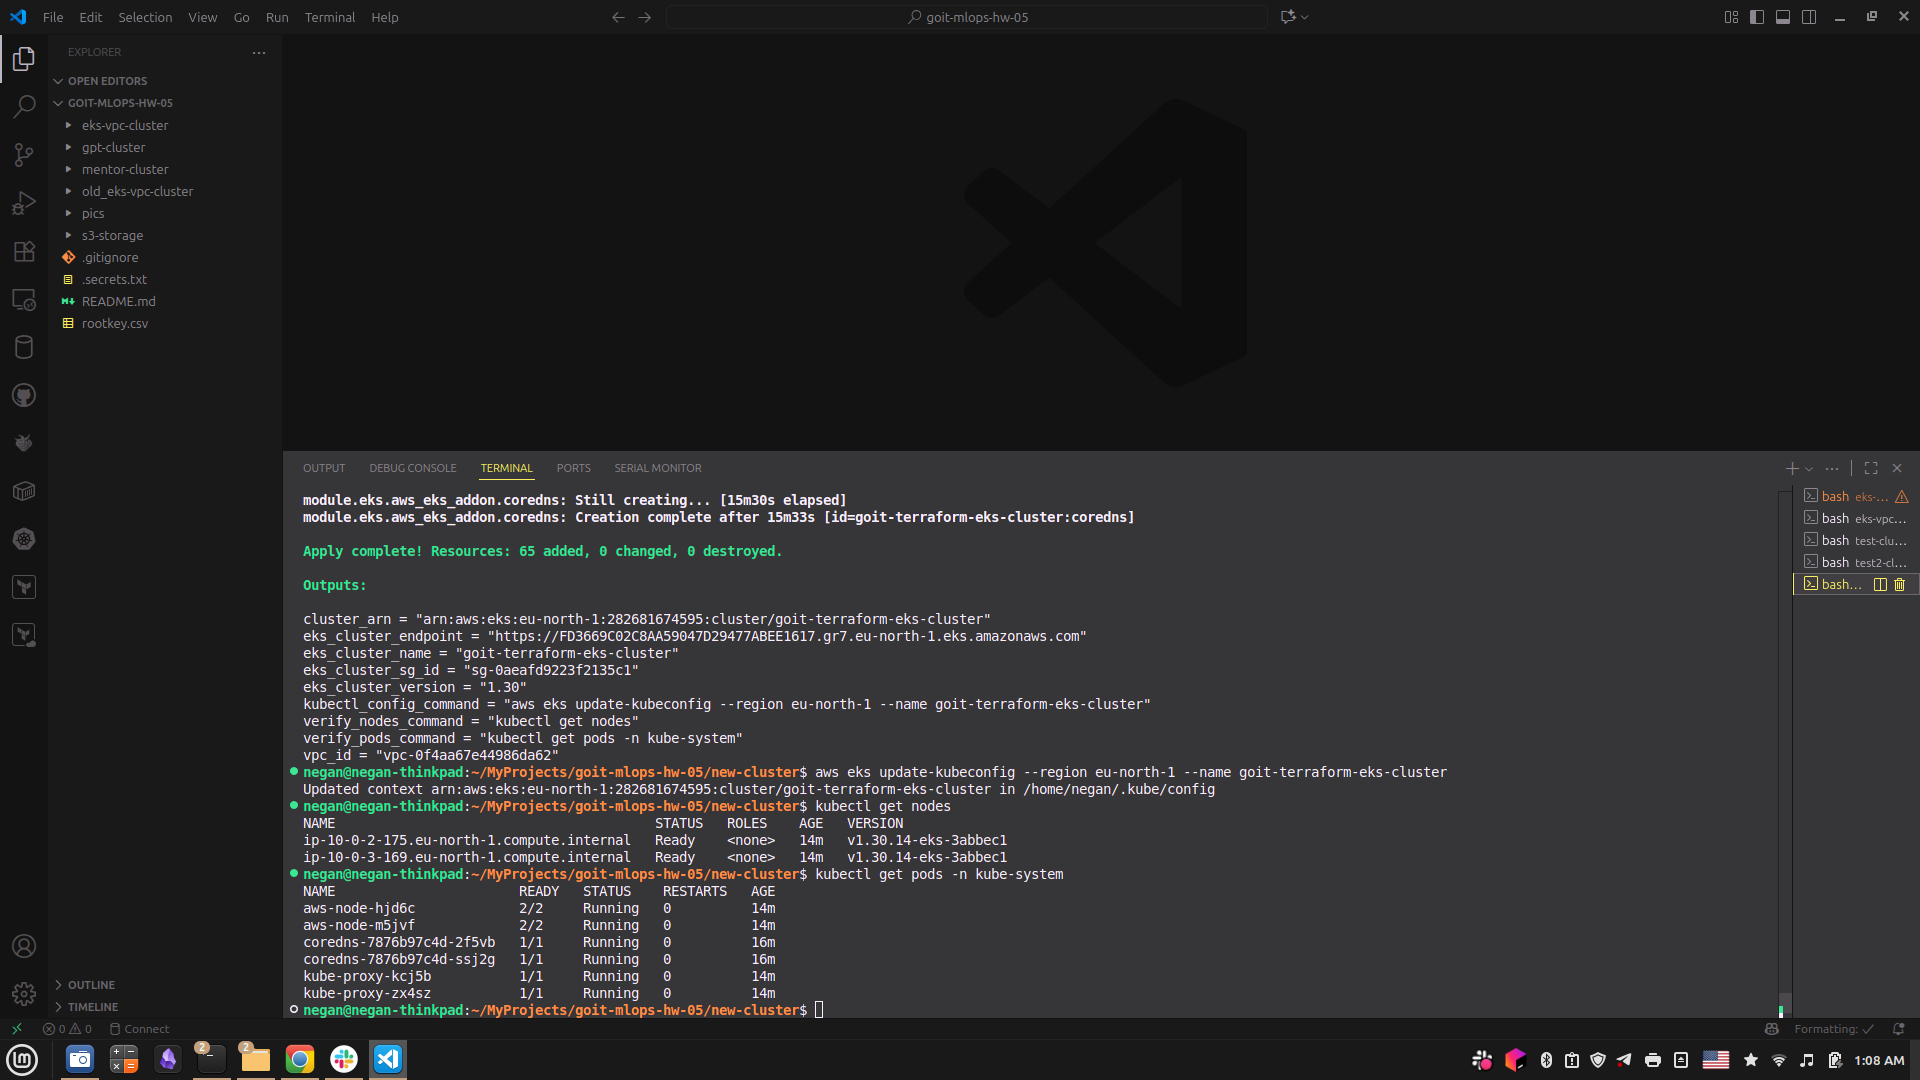 File Edit Selection View Go Run Terminal Help
goit-mlops-hw-05
EXPLORER
OPEN EDITORS
GOIT-MLOPS-HW-05
eks-vpc-cluster
gpt-cluster
mentor-cluster
old_eks-vpc-cluster
pics
s3-storage
.gitignore
.secrets.txt
README.md
rootkey.csv
OUTLINE
TIMELINE
OUTPUT DEBUG CONSOLE TERMINAL PORTS SERIAL MONITOR
module.eks.aws_eks_addon.coredns: Still creating... [15m30s elapsed]
module.eks.aws_eks_addon.coredns: Creation complete after 15m33s [id=goit-terraform-eks-cluster:coredns]
Apply complete! Resources: 65 added, 0 changed, 0 destroyed.
Outputs:
cluster_arn = "arn:aws:eks:eu-north-1:282681674595:cluster/goit-terraform-eks-cluster"
eks_cluster_endpoint = "https://FD3669C02C8AA59047D29477ABEE1617.gr7.eu-north-1.eks.amazonaws.com"
eks_cluster_name = "goit-terraform-eks-cluster"
eks_cluster_sg_id = "sg-0aeafd9223f2135c1"
eks_cluster_version = "1.30"
kubectl_config_command = "aws eks update-kubeconfig --region eu-north-1 --name goit-terraform-eks-cluster"
verify_nodes_command = "kubectl get nodes"
verify_pods_command = "kubectl get pods -n kube-system"
vpc_id = "vpc-0f4aa67e44986da62"
negan@negan-thinkpad:~/MyProjects/goit-mlops-hw-05/new-cluster$ aws eks update-kubeconfig --region eu-north-1 --name goit-terraform-eks-cluster
Updated context arn:aws:eks:eu-north-1:282681674595:cluster/goit-terraform-eks-cluster in /home/negan/.kube/config
negan@negan-thinkpad:~/MyProjects/goit-mlops-hw-05/new-cluster$ kubectl get nodes
NAME STATUS ROLES AGE VERSION
ip-10-0-2-175.eu-north-1.compute.internal Ready <none> 14m v1.30.14-eks-3abbec1
ip-10-0-3-169.eu-north-1.compute.internal Ready <none> 14m v1.30.14-eks-3abbec1
negan@negan-thinkpad:~/MyProjects/goit-mlops-hw-05/new-cluster$ kubectl get pods -n kube-system
NAME READY STATUS RESTARTS AGE
aws-node-hjd6c 2/2 Running 0 14m
aws-node-m5jvf 2/2 Running 0 14m
coredns-7876b97c4d-2f5vb 1/1 Running 0 16m
coredns-7876b97c4d-ssj2g 1/1 Running 0 16m
kube-proxy-kcj5b 1/1 Running 0 14m
kube-proxy-zx4sz 1/1 Running 0 14m
negan@negan-thinkpad:~/MyProjects/goit-mlops-hw-05/new-cluster$
bash eks-...
bash eks-vpc...
bash test-clu...
bash test2-cl...
bash...
0 0 Connect
Formatting:
2 2
1:08 AM